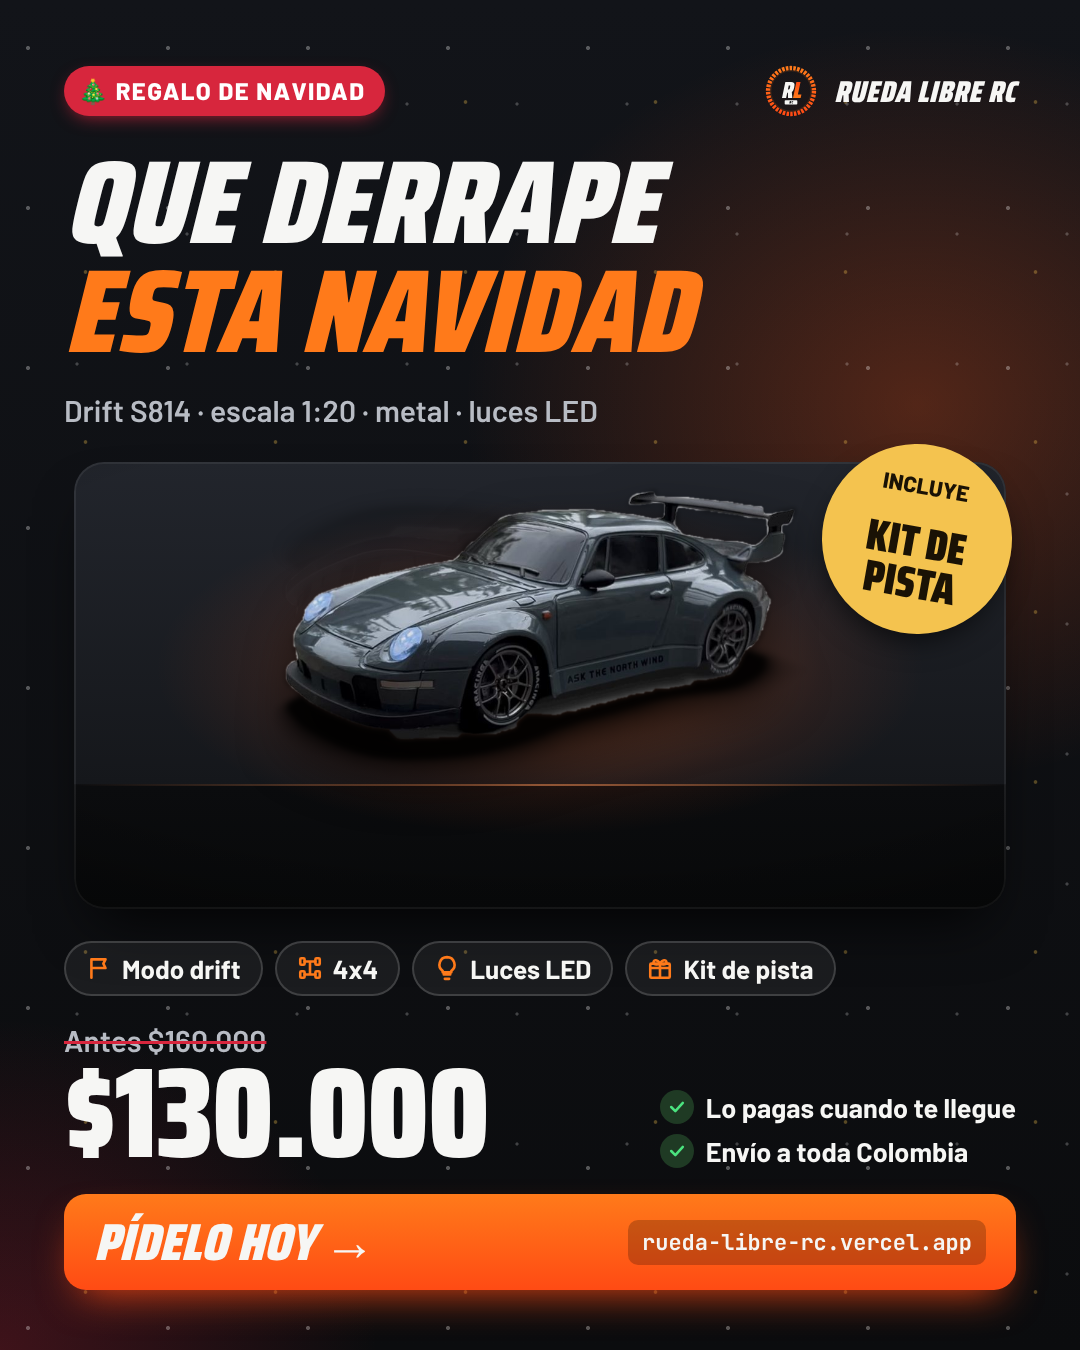 🎄 REGALO DE NAVIDAD
RL
RUEDA LIBRE RC
QUE DERRAPE
ESTA NAVIDAD
Drift S814 · escala 1:20 · metal · luces LED
INCLUYE
KIT DE
PISTA
ASK THE NORTH WIND
RACING
Modo drift
4x4
Luces LED
Kit de pista
Antes $160.000
$130.000
Lo pagas cuando te llegue
Envío a toda Colombia
PÍDELO HOY →
rueda-libre-rc.vercel.app